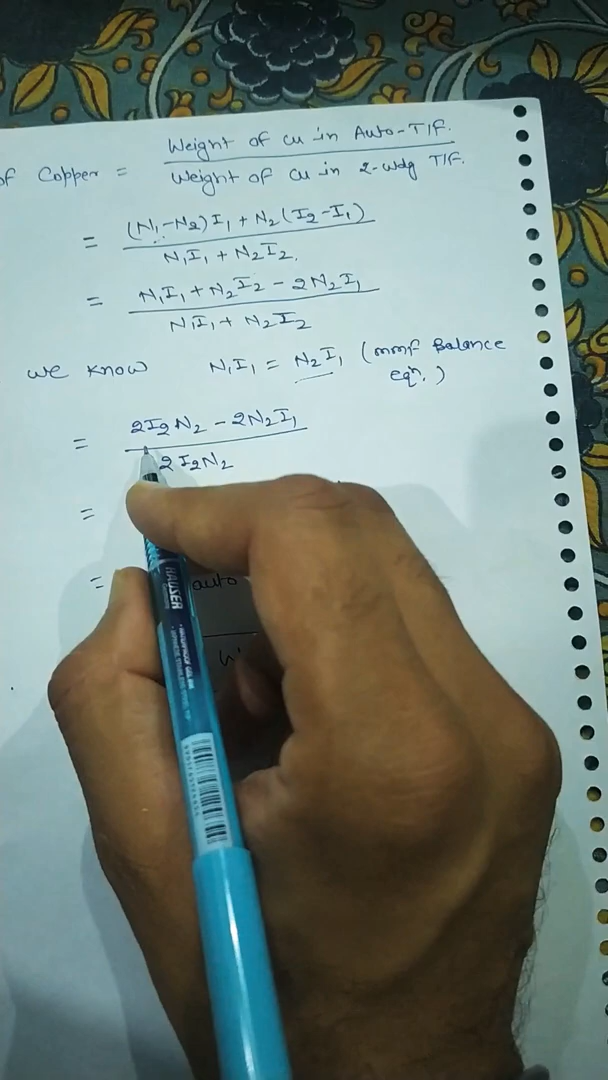 of Copper = Weight of Cu in Auto-T/F.
Weight of Cu in 2-wdg T/F.
= (N1-N2)I1 + N2(I2-I1)
N1I1 + N2I2.
= N1I1 + N2I2 - 2N2I1
N1I1 + N2I2
we know N1I1 = N2I1 (mmf Balance
eqn.)
= 2I2N2 - 2N2I1
2I2N2
=
= auto
HAUSER